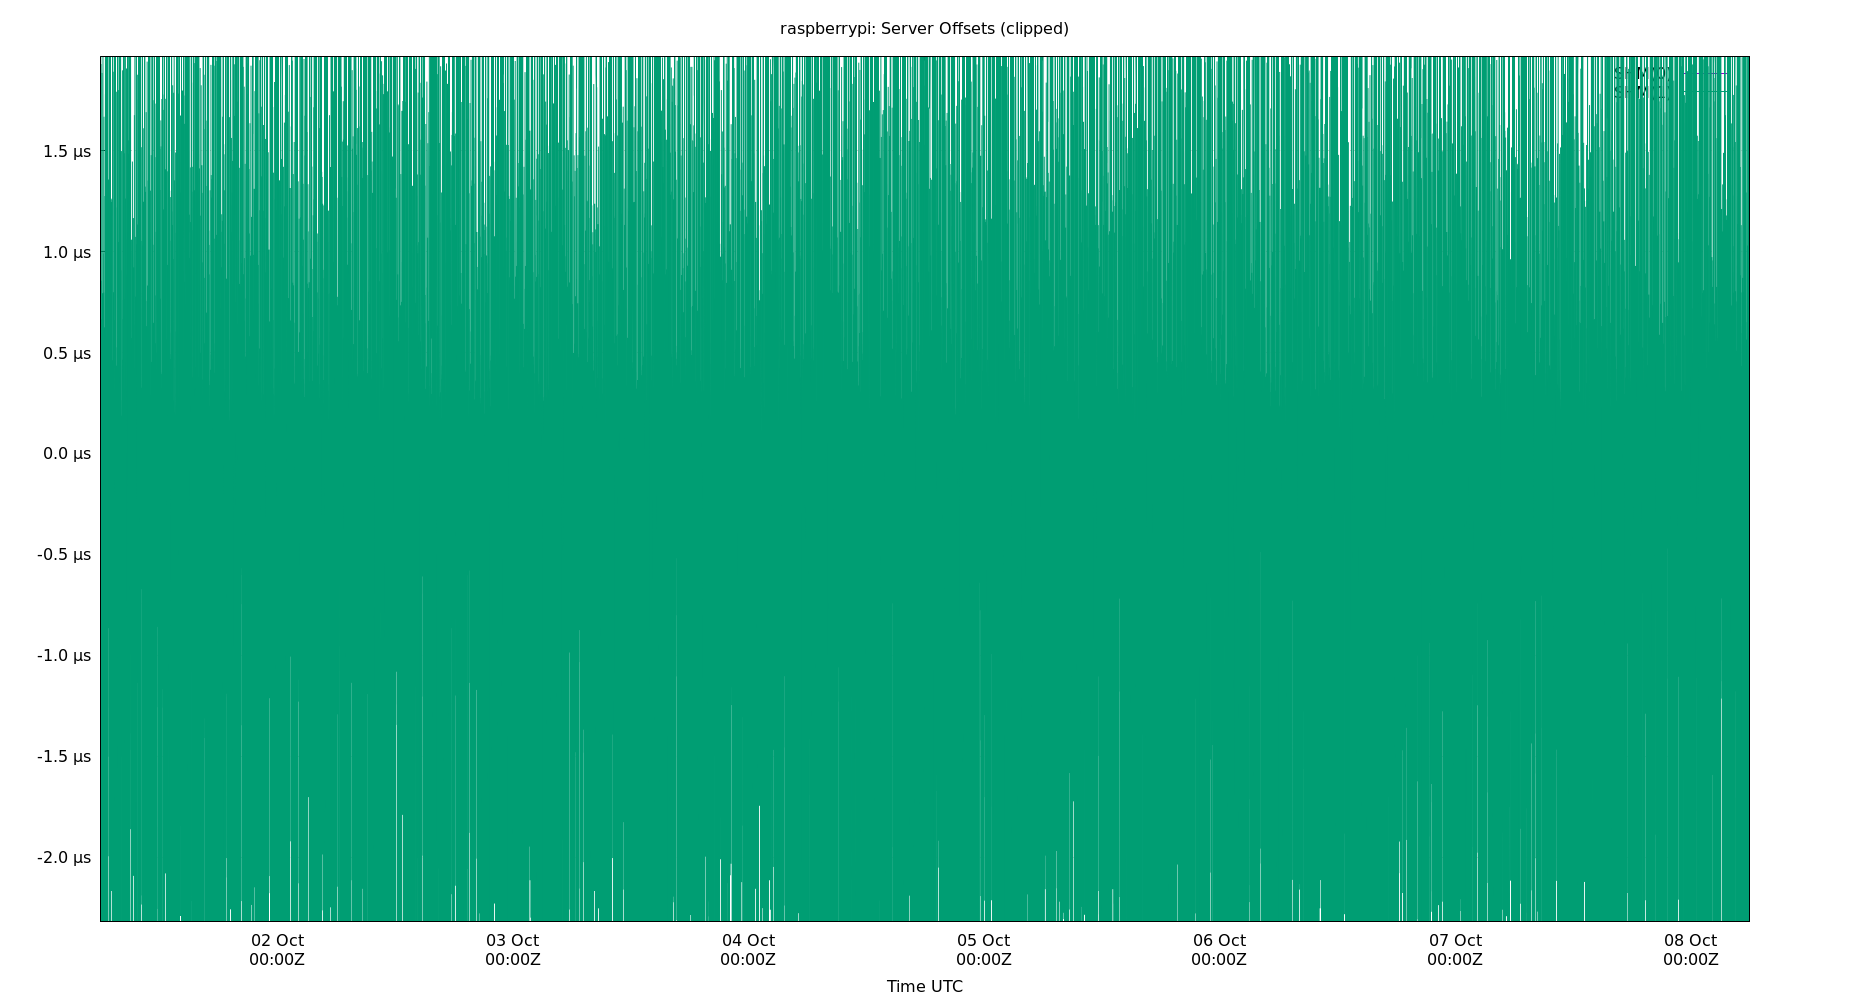 raspberrypi: Server Offsets (clipped)
SHM(0)
1.5 µs
1.0 µs
0.5 µs
0.0 µs
-0.5 µs
-1.0 µs
-1.5 µs
-2.0 µs
02 Oct 03 Oct 04 Oct 05 Oct 06 Oct 07 Oct 08 Oct
00:00Z 00:00Z 00:00Z 00:00Z 00:00Z 00:00Z 00:00Z
Time UTC